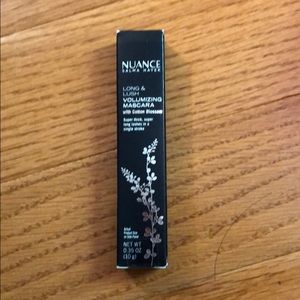 NUANCE
SALMA HAYEK
LONG &
LUSH
VOLUMIZING
MASCARA
with Cotton Blossom
Super thick, super
long lashes in a
single stroke
NET WT
0.35 OZ
(10g)